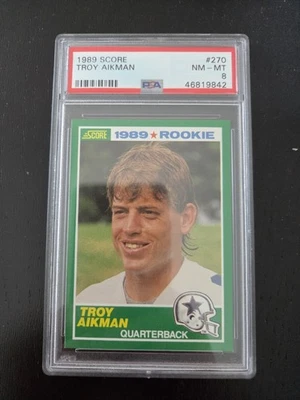 1989 SCORE #270
TROY AIKMAN NM-MT
8
PSA 46819842
SCORE 1989 ★ ROOKIE
TROY
AIKMAN
QUARTERBACK